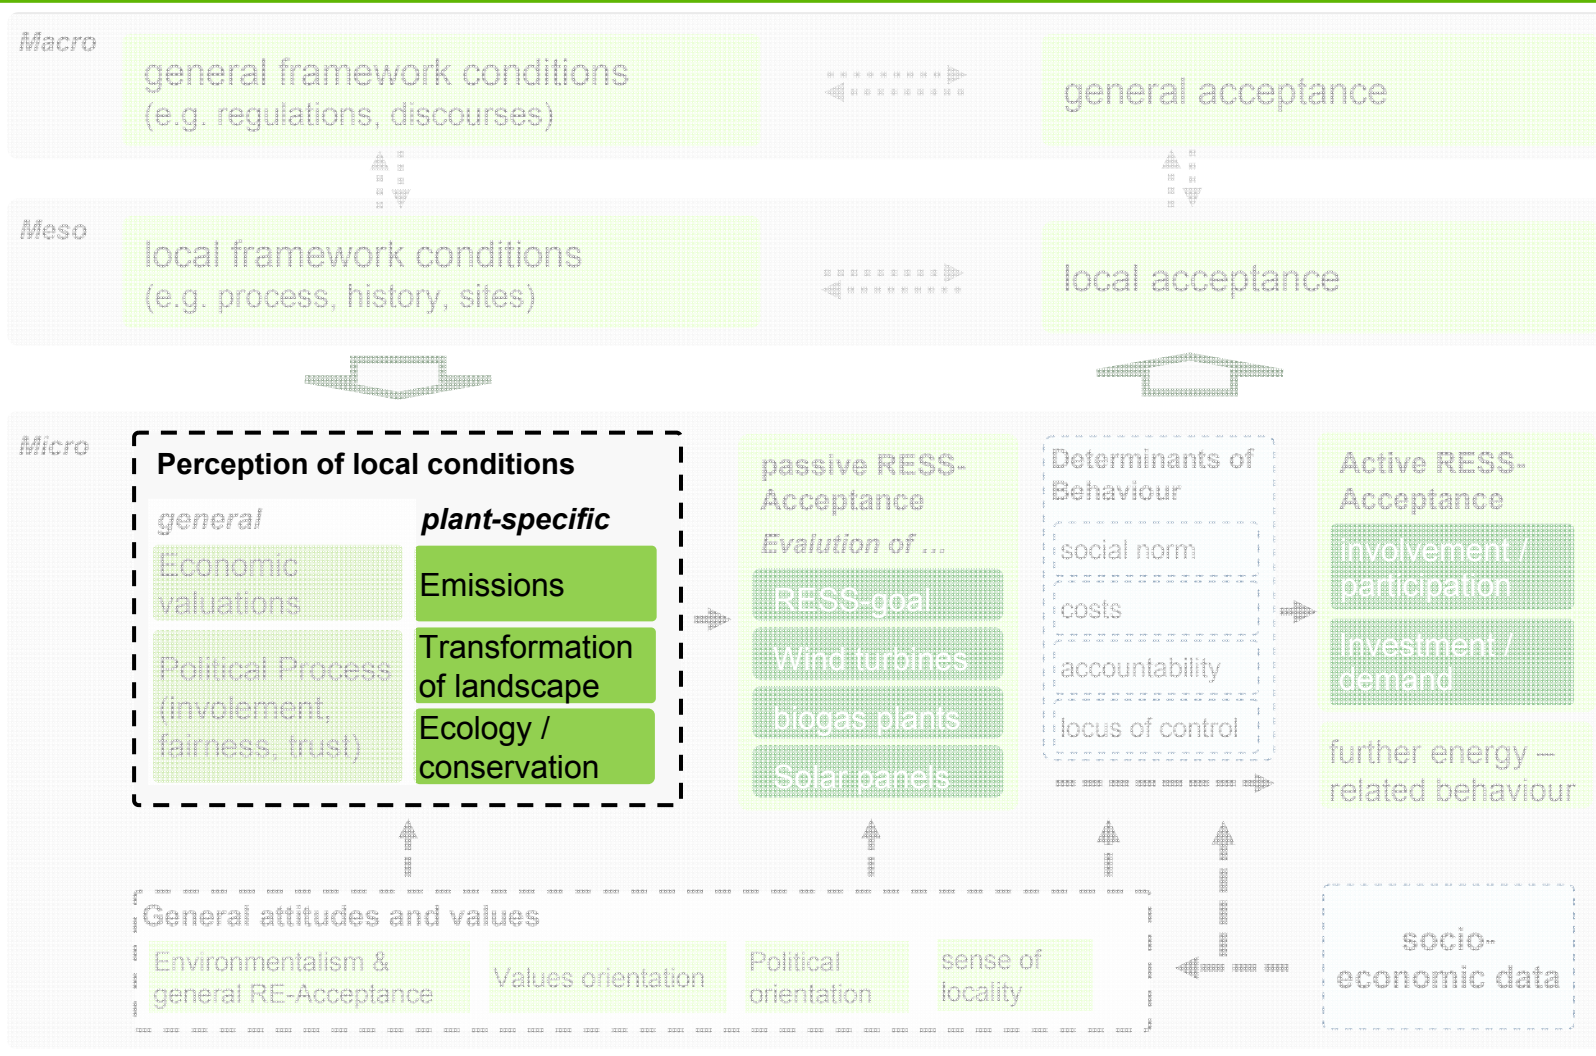 Macro
general framework conditions
(e.g. regulations, discourses)
general acceptance
Meso
local framework conditions
(e.g. process, history, sites)
local acceptance
Micro
Perception of local conditions
general
plant-specific
Economic
valuations
Political Process
(involement,
fairness, trust)
Emissions
Transformation
of landscape
Ecology /
conservation
passive RESS-
Acceptance
Evalution of ...
RESS-goal
Wind turbines
biogas plants
Solar panels
Determinants of
Behaviour
social norm
costs
accountability
locus of control
Active RESS-
Acceptance
Involvement /
participation
Investment /
demand
further energy –
related behaviour
General attitudes and values
Environmentalism &
general RE-Acceptance
Values orientation
Political
orientation
sense of
locality
socio-
economic data